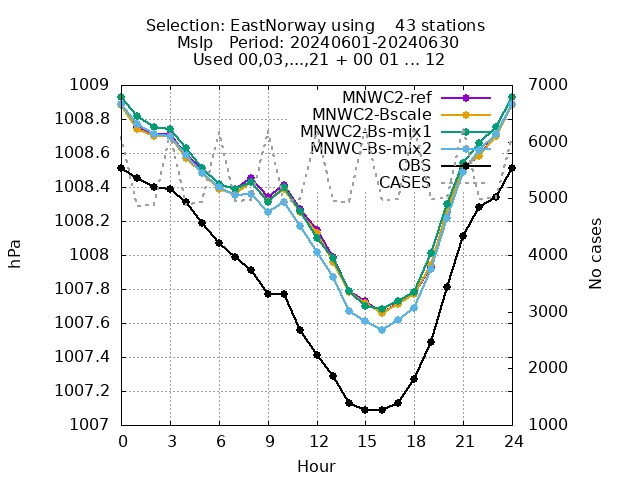 Selection: EastNorway using    43 stations
Mslp   Period: 20240601-20240630
Used 00,03,...,21 + 00 01 ... 12
1009
1008.8
1008.6
1008.4
1008.2
1008
1007.8
1007.6
1007.4
1007.2
1007
hPa
7000
6000
5000
4000
3000
2000
1000
No cases
MNWC2-ref
MNWC2-Bscale
MNWC2-Bs-mix1
MNWC-Bs-mix2
OBS
CASES
0 3 6 9 12 15 18 21 24
Hour